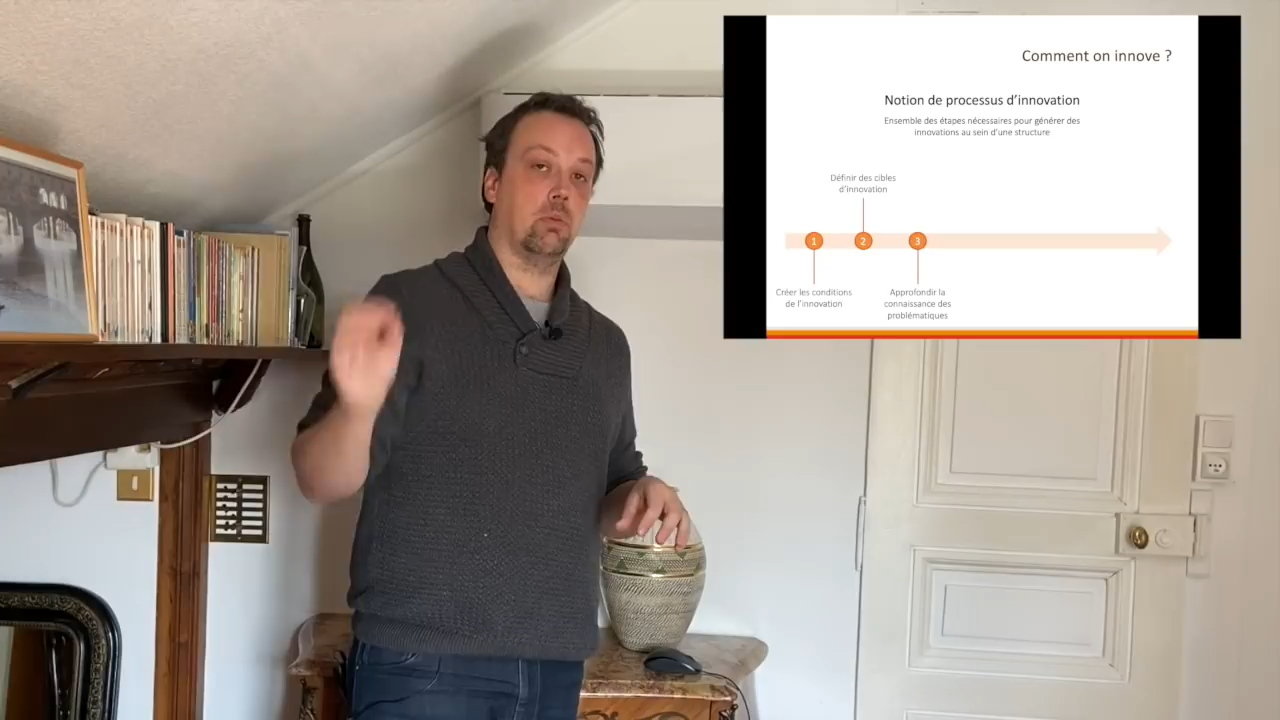 Comment on innove ?
Notion de processus d'innovation
Ensemble des étapes nécessaires pour générer des
innovations au sein d'une structure
Définir des cibles
d'innovation
1
2
3
Créer les conditions
de l'innovation
Approfondir la
connaissance des
problématiques